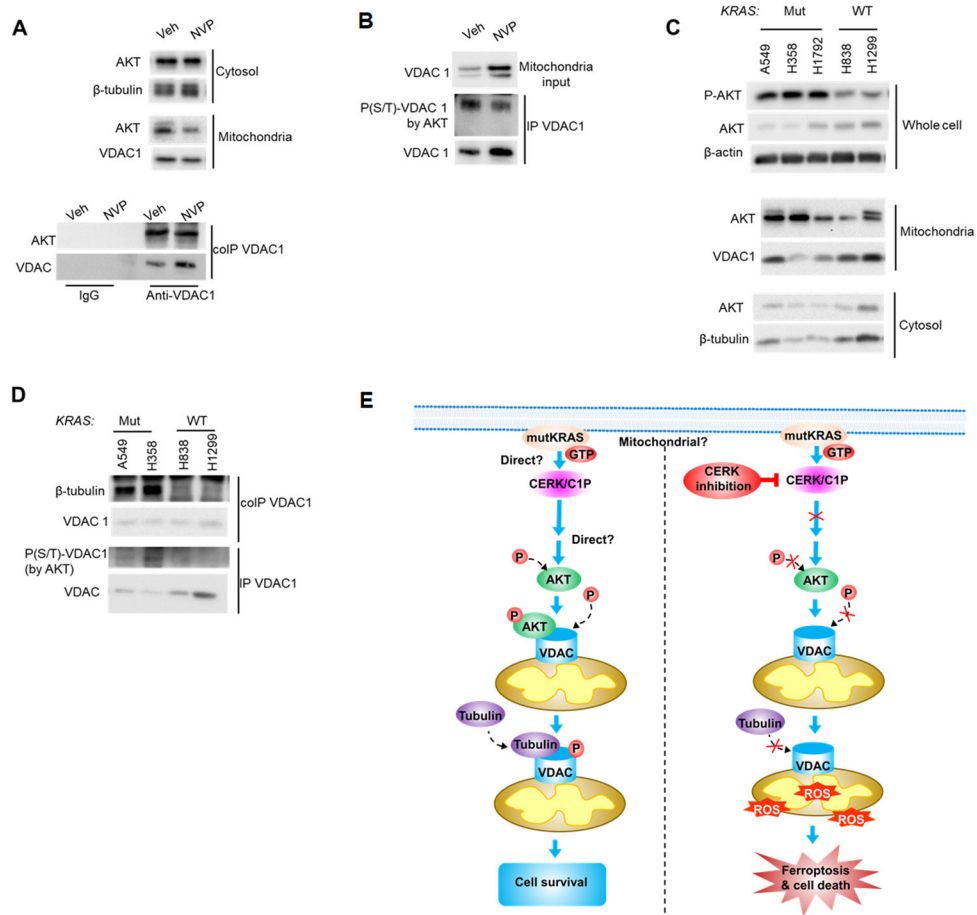 A
Veh NVP
AKT
β-tubulin
Cytosol
AKT
VDAC1
Mitochondria
Veh NVP Veh NVP
AKT
VDAC
coIP VDAC1
IgG Anti-VDAC1
B
Veh NVP
VDAC 1
Mitochondria
input
P(S/T)-VDAC 1
by AKT
VDAC 1
IP VDAC1
C
KRAS: Mut WT
A549 H358 H1792 H838 H1299
P-AKT
AKT
β-actin
Whole cell
AKT
VDAC1
Mitochondria
AKT
β-tubulin
Cytosol
D
KRAS: Mut WT
A549 H358 H838 H1299
β-tubulin
VDAC 1
coIP VDAC1
P(S/T)-VDAC1
(by AKT)
VDAC
IP VDAC1
E
mutKRAS
GTP
Direct?
CERK/C1P
Direct?
P
AKT
P
P
AKT
VDAC
Tubulin
Tubulin
P
VDAC
Cell survival
Mitochondrial?
mutKRAS
GTP
CERK
inhibition
CERK/C1P
P
AKT
P
VDAC
Tubulin
VDAC
ROS
ROS
ROS
Ferroptosis
& cell death